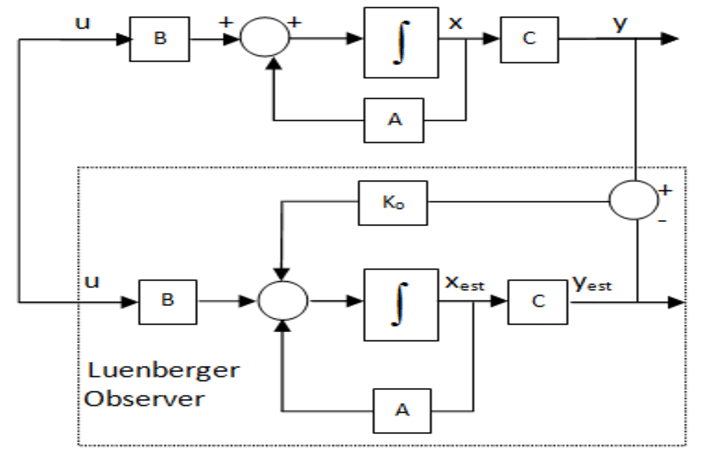 u
B
+
+
∫
x
C
y
A
Kₒ
+
-
u
B
∫
xest
C
yest
A
Luenberger
Observer